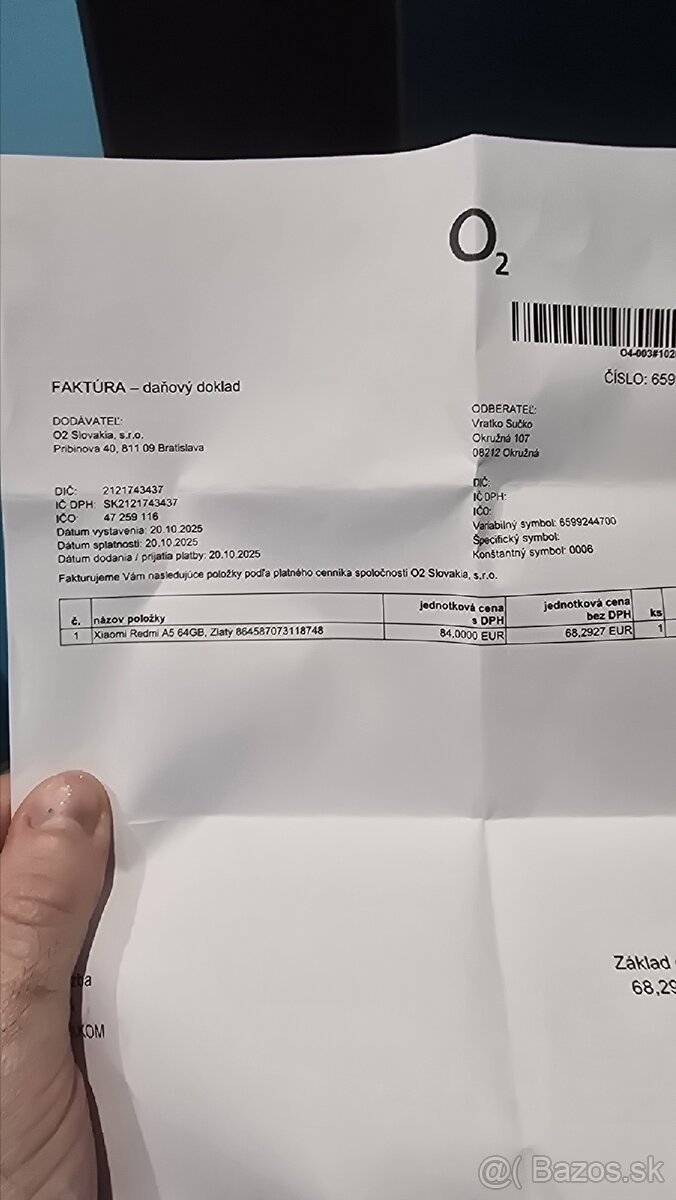 O2
O4-003#102
ČÍSLO: 659
FAKTÚRA – daňový doklad
DODÁVATEĽ:
O2 Slovakia, s.r.o.
Pribinova 40, 811 09 Bratislava
ODBERATEĽ:
Vratko Sučko
Okružná 107
08212 Okružná
DIČ: 2121743437
IČ DPH: SK2121743437
IČO: 47 259 116
Dátum vystavenia: 20.10.2025
Dátum splatnosti: 20.10.2025
Dátum dodania / prijatia platby: 20.10.2025
DIČ:
IČ DPH:
IČO:
Variabilný symbol: 6599244700
Špecifický symbol:
Konštantný symbol: 0006
Fakturujeme Vám nasledujúce položky podľa platného cenníka spoločnosti O2 Slovakia, s.r.o.
č. názov položky jednotková cena s DPH jednotková cena bez DPH ks
1 Xiaomi Redmi A5 64GB, Zlatý 864587073118748 84,0000 EUR 68,2927 EUR 1
Základ
68,29
zba
KOM
@( Bazos.sk